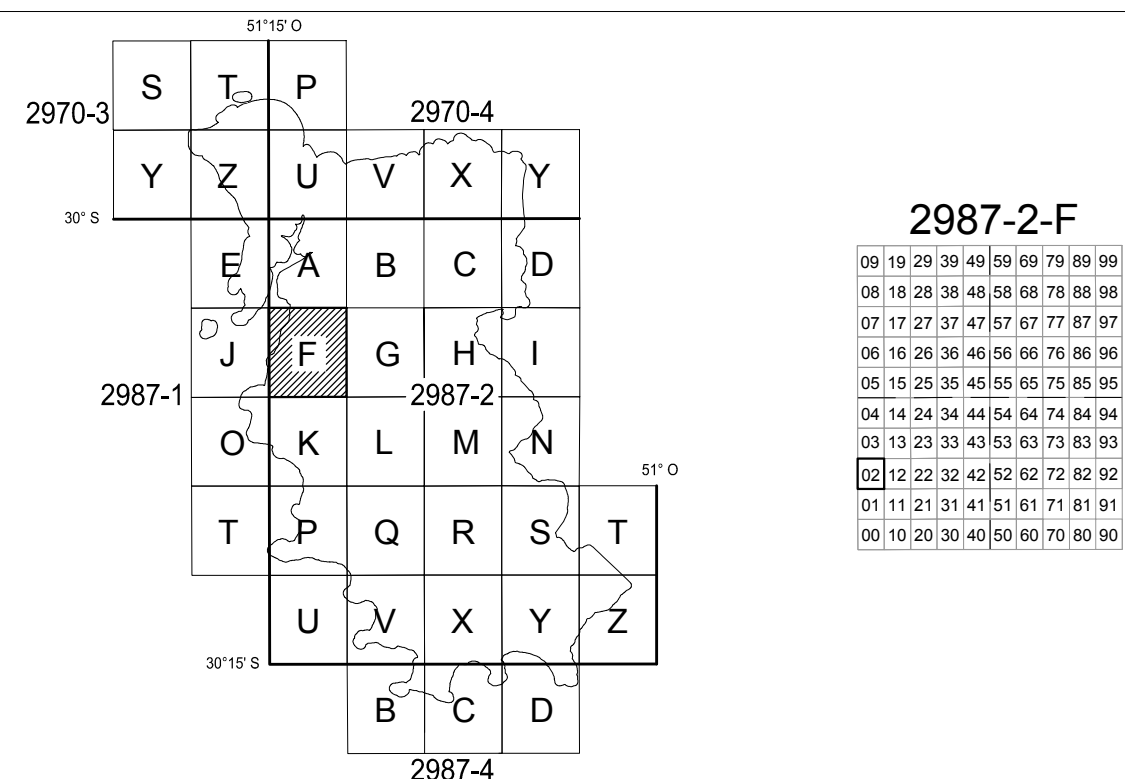 51°15' O
S T P
2970-3
2970-4
Y Z U V X Y
30° S
E A B C D
J F G H I
2987-1
2987-2
O K L M N
51° O
T P Q R S T
U V X Y Z
30°15' S
B C D
2987-4
2987-2-F
09 19 29 39 49 59 69 79 89 99
08 18 28 38 48 58 68 78 88 98
07 17 27 37 47 57 67 77 87 97
06 16 26 36 46 56 66 76 86 96
05 15 25 35 45 55 65 75 85 95
04 14 24 34 44 54 64 74 84 94
03 13 23 33 43 53 63 73 83 93
02 12 22 32 42 52 62 72 82 92
01 11 21 31 41 51 61 71 81 91
00 10 20 30 40 50 60 70 80 90